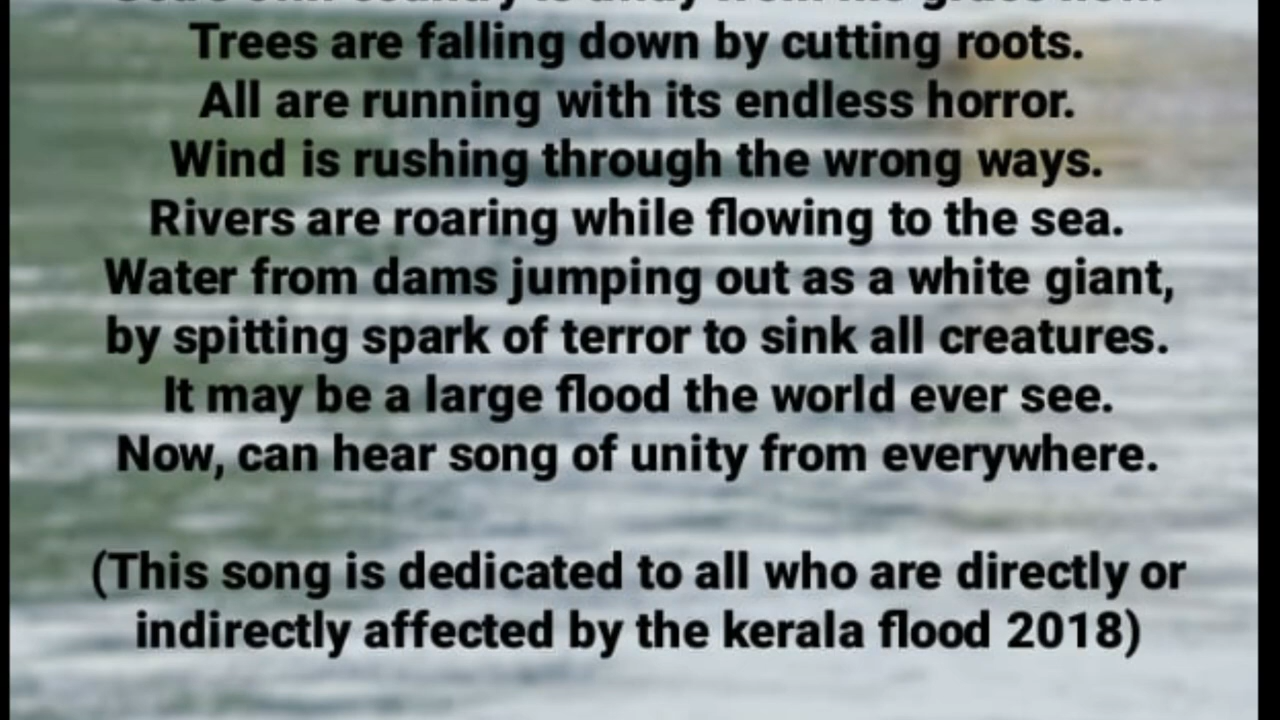 Trees are falling down by cutting roots.
All are running with its endless horror.
Wind is rushing through the wrong ways.
Rivers are roaring while flowing to the sea.
Water from dams jumping out as a white giant,
by spitting spark of terror to sink all creatures.
It may be a large flood the world ever see.
Now, can hear song of unity from everywhere.
(This song is dedicated to all who are directly or
indirectly affected by the kerala flood 2018)